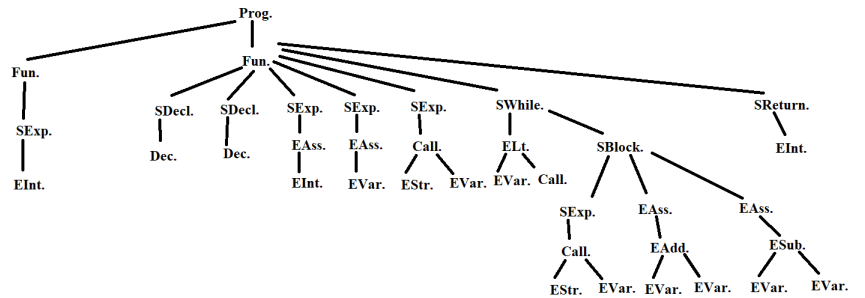 Prog.
Fun. Fun.
SDecl. SDecl. SExp. SExp. SExp. SWhile. SReturn.
SExp.
Dec. Dec. EAss. EAss. Call. ELt. SBlock. EInt.
EInt. EInt. EVar. EStr. EVar. EVar. Call.
SExp. EAss. EAss.
Call. EAdd. ESub.
EStr. EVar. EVar. EVar. EVar. EVar.